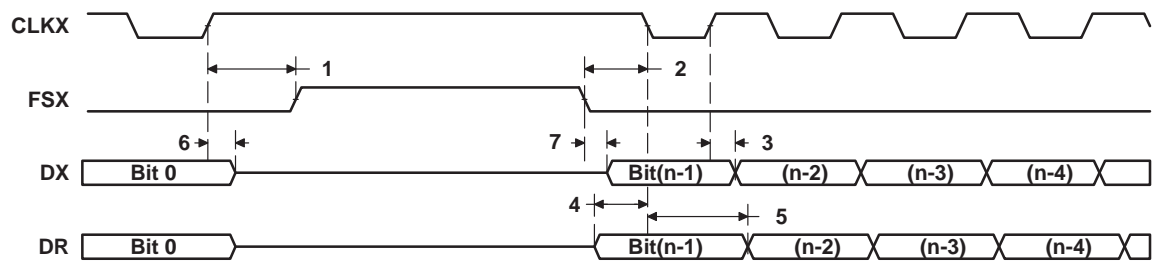 CLKX
1
2
FSX
6
7
3
DX
Bit 0
Bit(n-1)
(n-2)
(n-3)
(n-4)
4
5
DR
Bit 0
Bit(n-1)
(n-2)
(n-3)
(n-4)